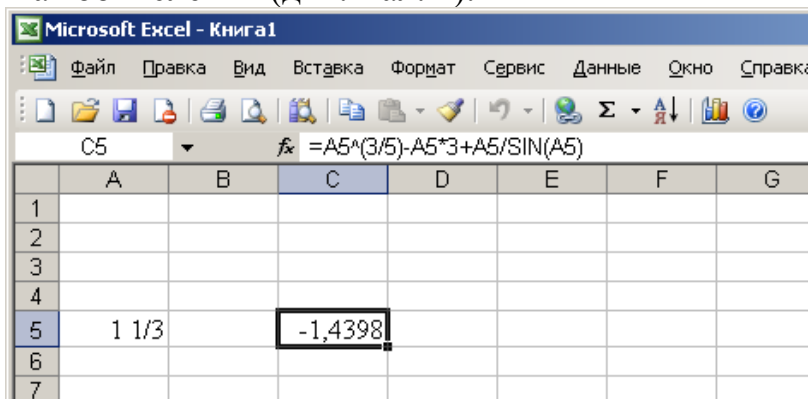 Microsoft Excel - Книга1
Файл Правка Вид Вставка Формат Сервис Данные Окно Справка
Σ А Я
C5 fx =A5^(3/5)-A5*3+A5/SIN(A5)
A B C D E F G
1
2
3
4
5 1 1/3 -1,4398
6
7